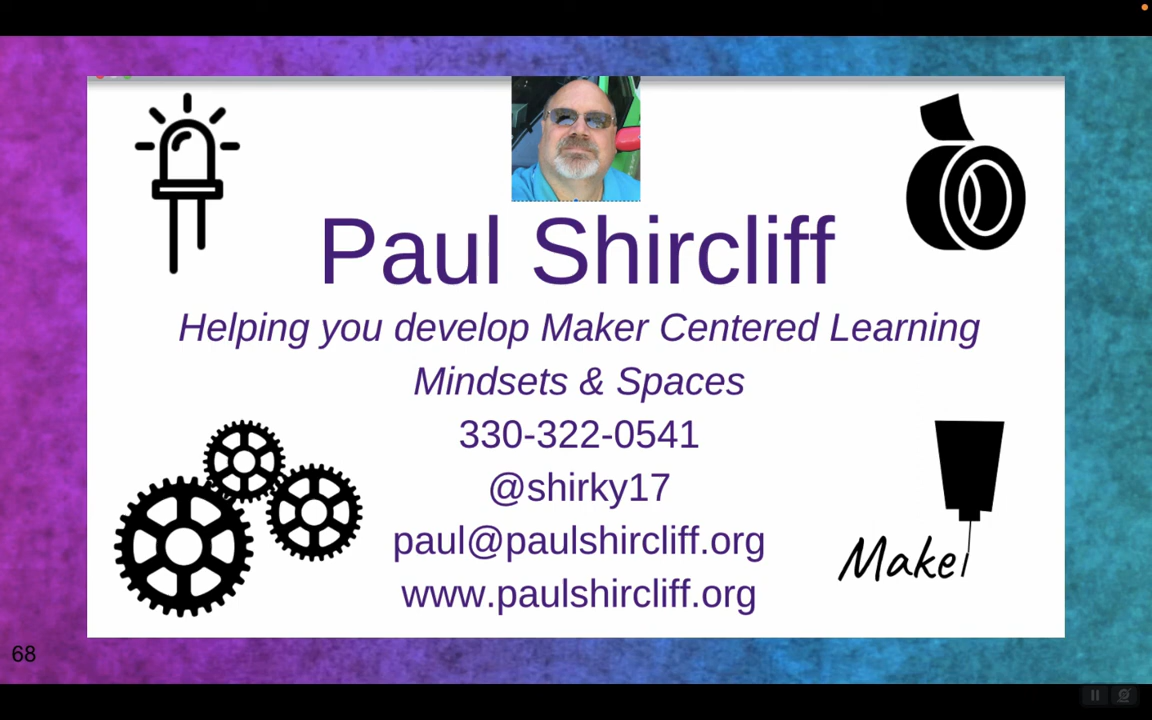 Paul Shircliff
Helping you develop Maker Centered Learning
Mindsets & Spaces
330-322-0541
@shirky17
paul@paulshircliff.org
www.paulshircliff.org
Make
68